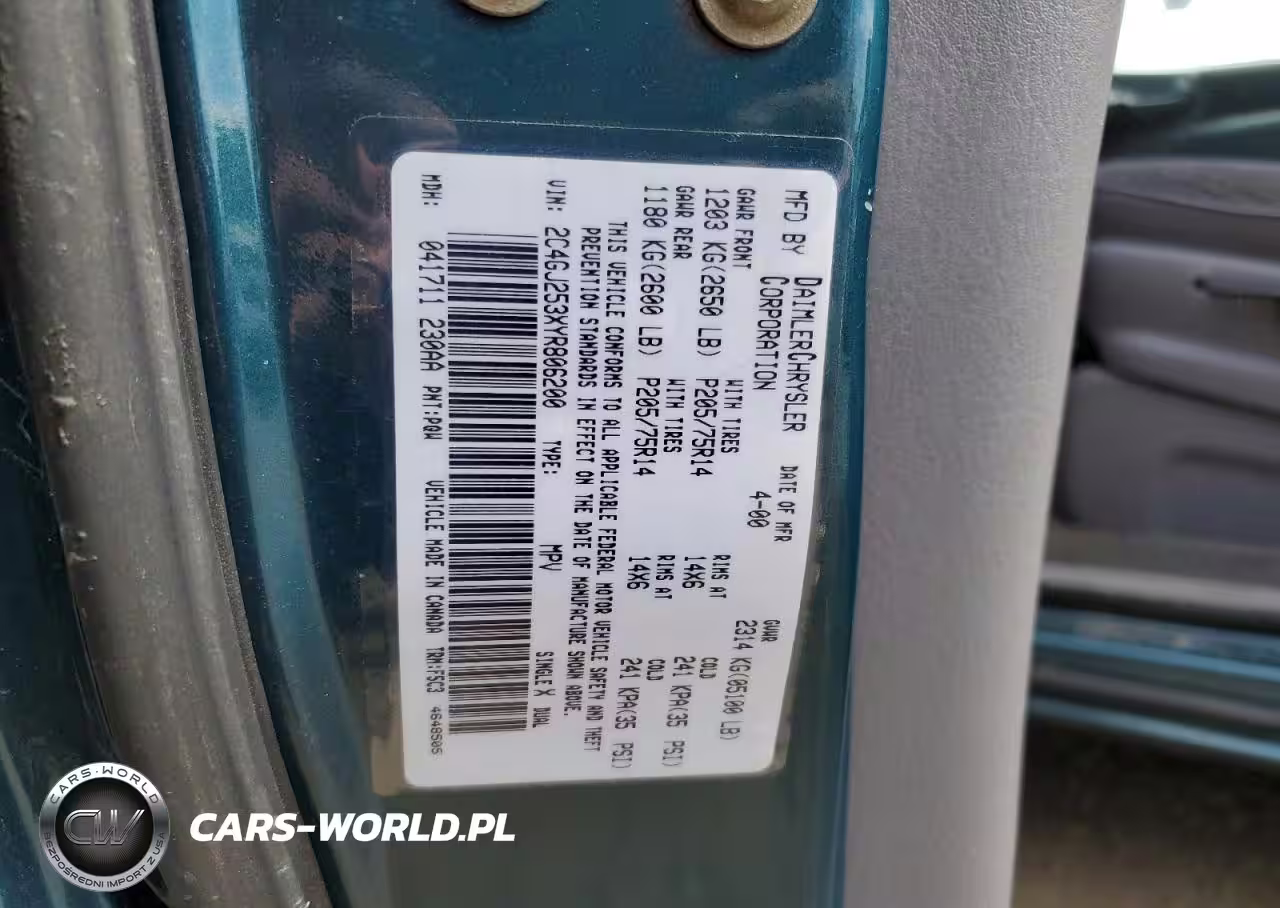 MFD BY DAIMLERCHRYSLER CORPORATION
DATE OF MFR 4-00
GVWR 2314 KG(05100 LB)
GAWR FRONT
1203 KG(2650 LB)
WITH TIRES
P205/75R14
RIMS AT
14X6
COLD
241 KPA(35 PSI)
GAWR REAR
1180 KG(2600 LB)
WITH TIRES
P205/75R14
RIMS AT
14X6
COLD
241 KPA(35 PSI)
THIS VEHICLE CONFORMS TO ALL APPLICABLE FEDERAL MOTOR VEHICLE SAFETY AND THEFT
PREVENTION STANDARDS IN EFFECT ON THE DATE OF MANUFACTURE SHOWN ABOVE.
VIN: 2C4GJ253XYR806200 TYPE: MPV SINGLE X DUAL
MDH: 041711 230AA PNT:PQW VEHICLE MADE IN CANADA TRM:F5C3 4648505
CARS-WORLD
CW
BEZPOŚREDNI IMPORT Z USA
CARS-WORLD.PL